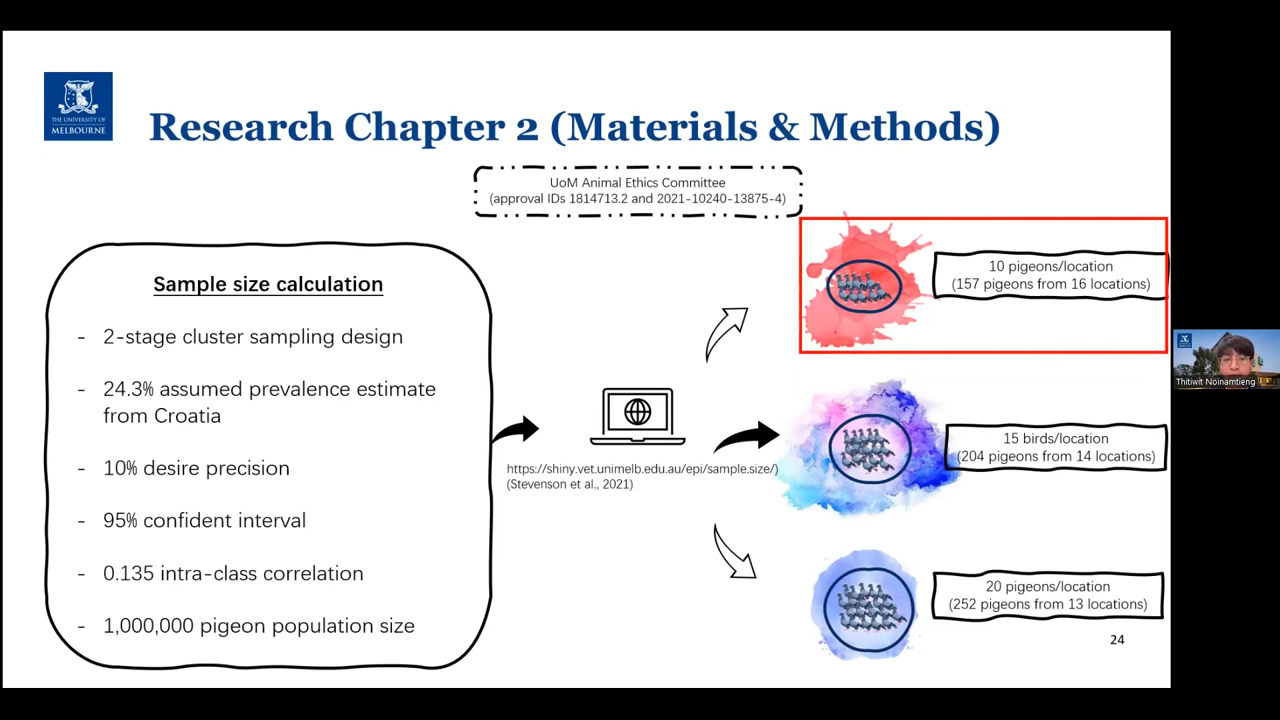 THE UNIVERSITY OF
MELBOURNE
Research Chapter 2 (Materials & Methods)
UoM Animal Ethics Committee
(approval IDs 1814713.2 and 2021-10240-13875-4)
Sample size calculation
- 2-stage cluster sampling design
- 24.3% assumed prevalence estimate
from Croatia
- 10% desire precision
- 95% confident interval
- 0.135 intra-class correlation
- 1,000,000 pigeon population size
https://shiny.vet.unimelb.edu.au/epi/sample.size/)
(Stevenson et al., 2021)
10 pigeons/location
(157 pigeons from 16 locations)
15 birds/location
(204 pigeons from 14 locations)
20 pigeons/location
(252 pigeons from 13 locations)
24
Thitiwit Noinamtieng